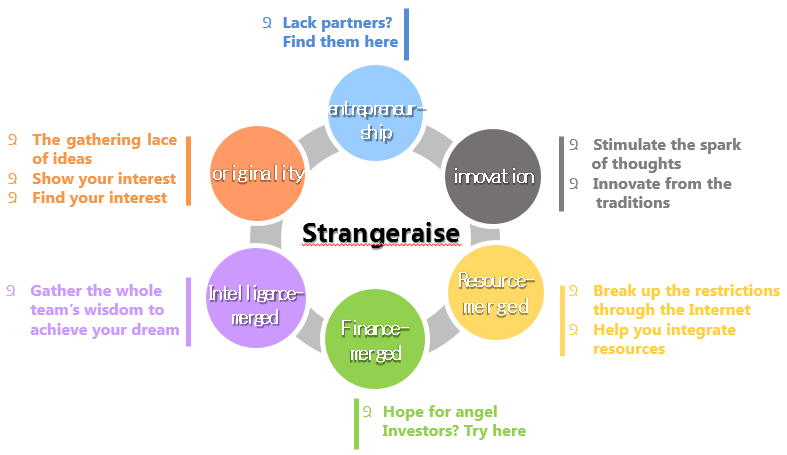 Lack partners?
Find them here
entrepreneur-
ship
The gathering lace
of ideas
Show your interest
Find your interest
originality
innovation
Stimulate the spark
of thoughts
Innovate from the
traditions
Strangeraise
Gather the whole
team's wisdom to
achieve your dream
Intelligence-
merged
Resource-
merged
Break up the restrictions
through the Internet
Help you integrate
resources
Finance-
merged
Hope for angel
Investors? Try here